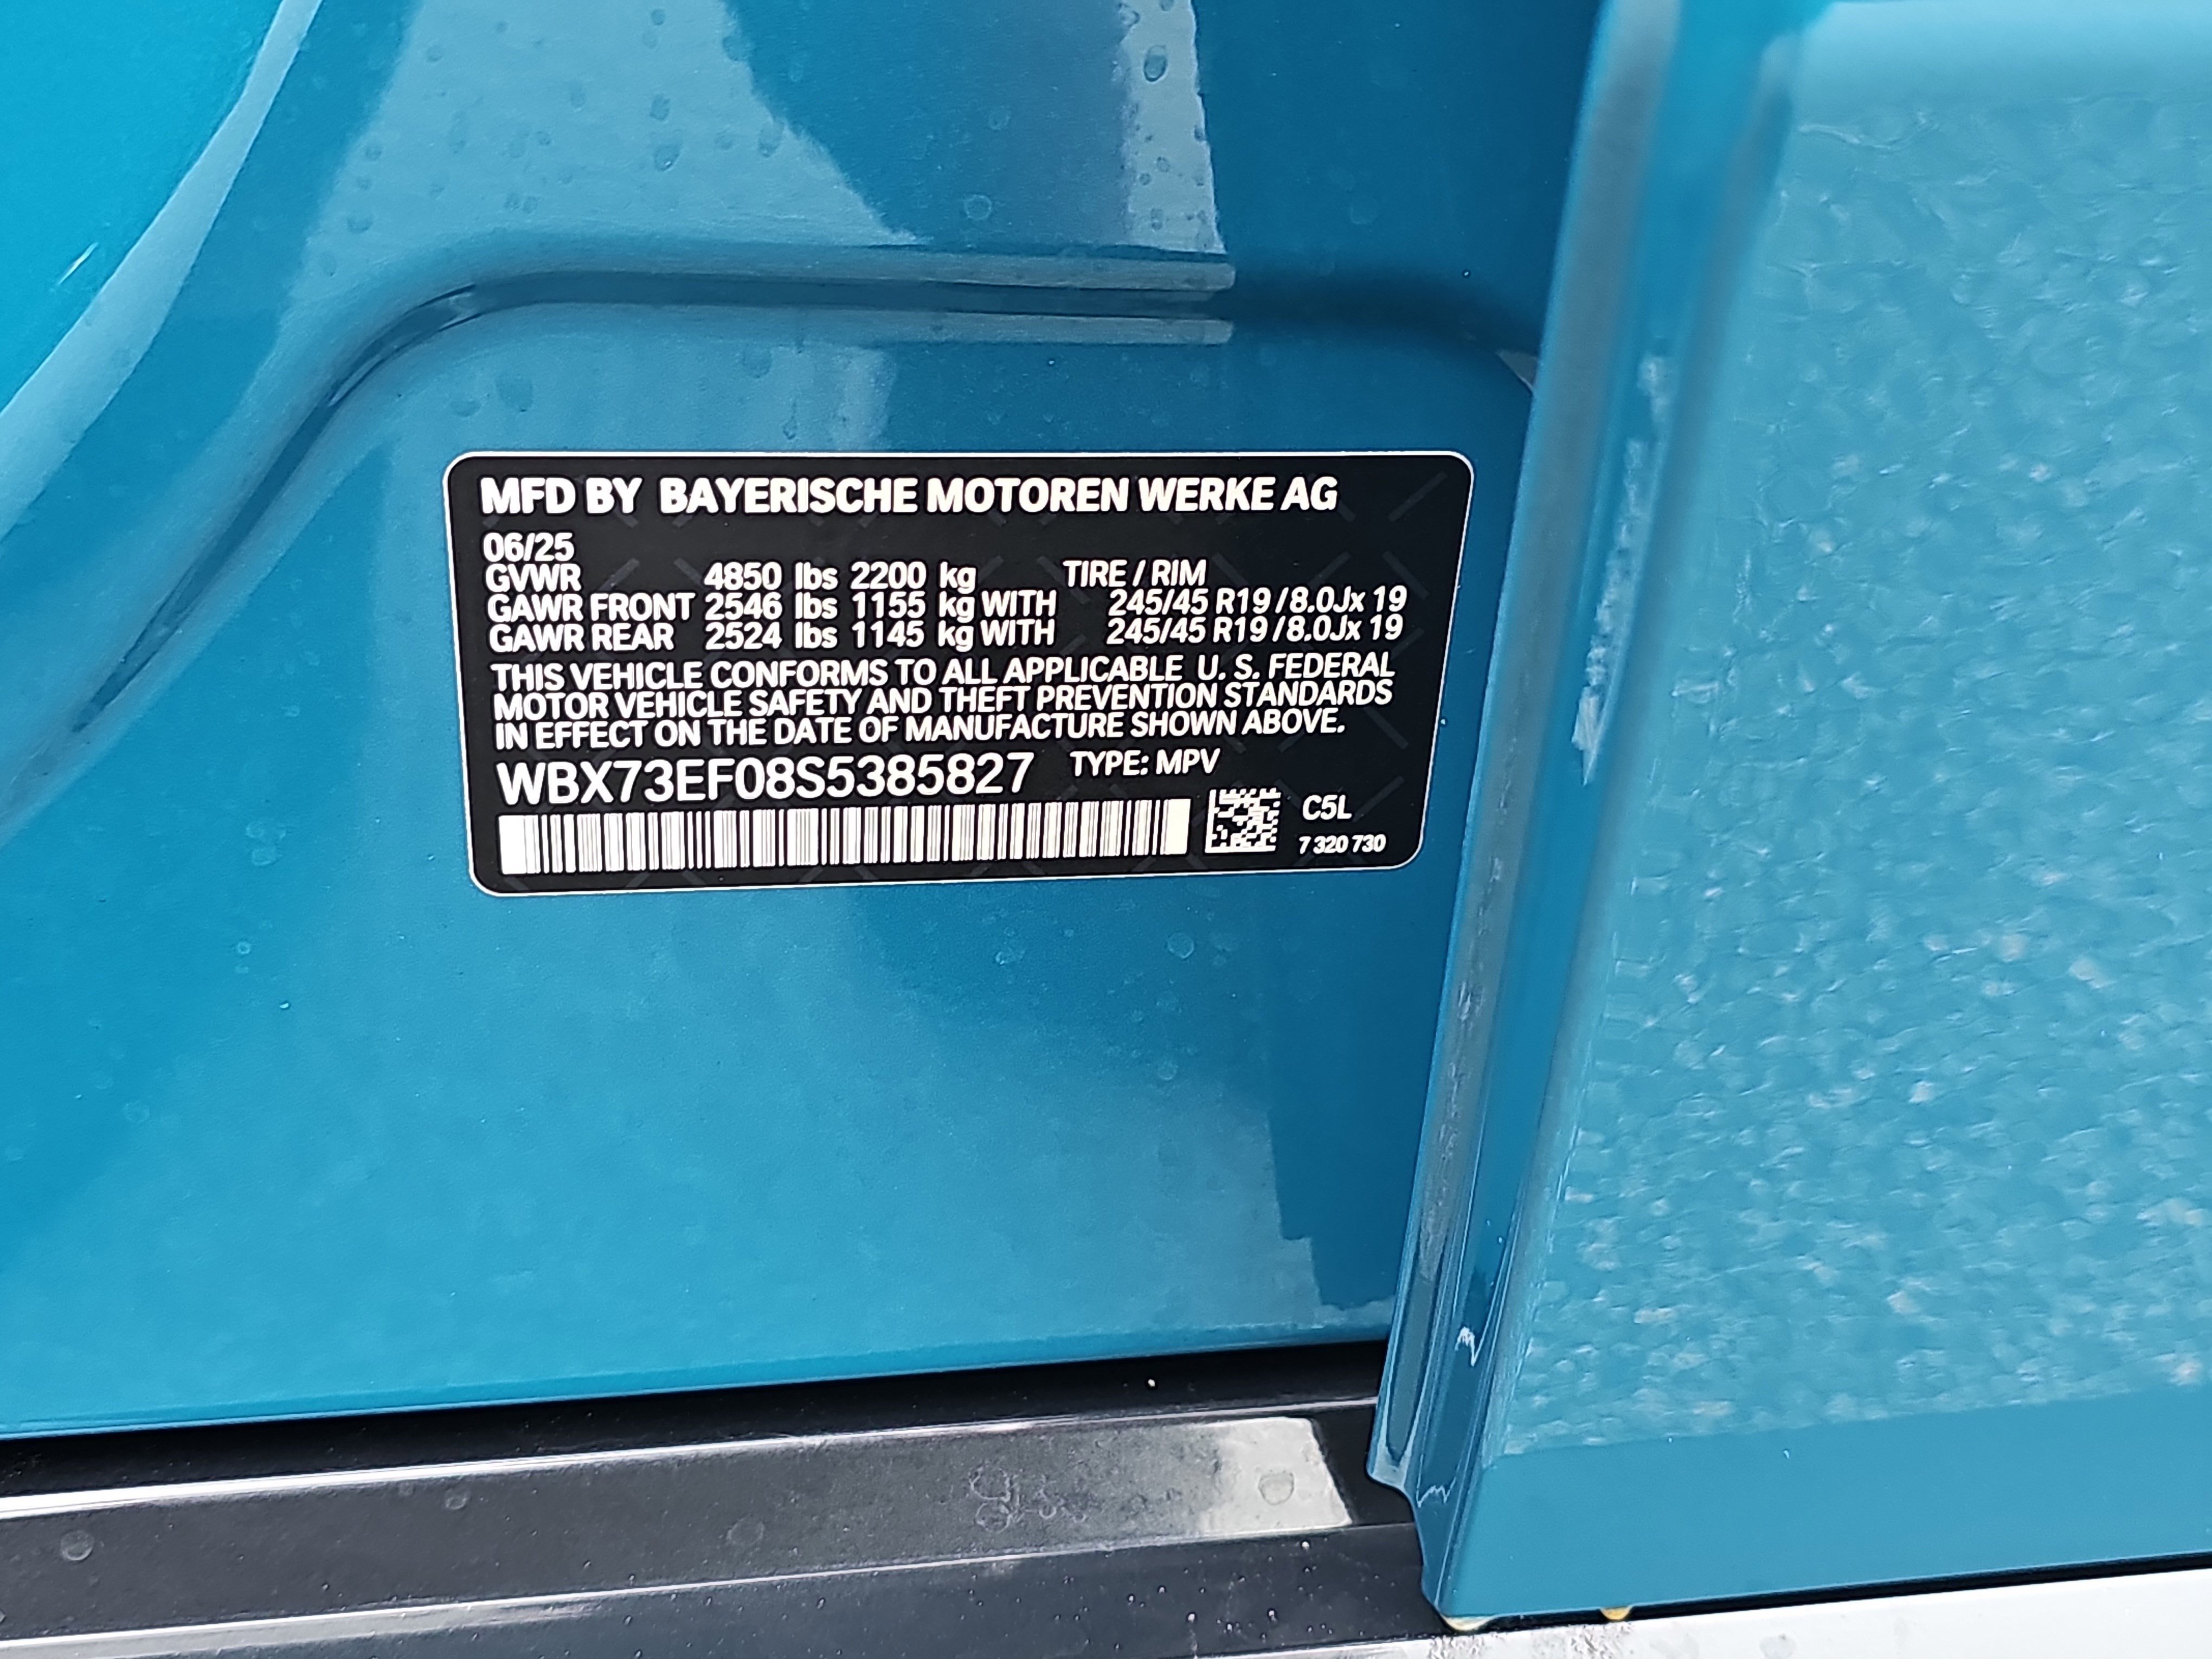 MFD BY BAYERISCHE MOTOREN WERKE AG
06/25
GVWR 4850 lbs 2200 kg TIRE / RIM
GAWR FRONT 2546 lbs 1155 kg WITH 245/45 R19 /8.0Jx 19
GAWR REAR 2524 lbs 1145 kg WITH 245/45 R19 /8.0Jx 19
THIS VEHICLE CONFORMS TO ALL APPLICABLE U. S. FEDERAL
MOTOR VEHICLE SAFETY AND THEFT PREVENTION STANDARDS
IN EFFECT ON THE DATE OF MANUFACTURE SHOWN ABOVE.
WBX73EF08S5385827 TYPE: MPV
C5L
7 320 730